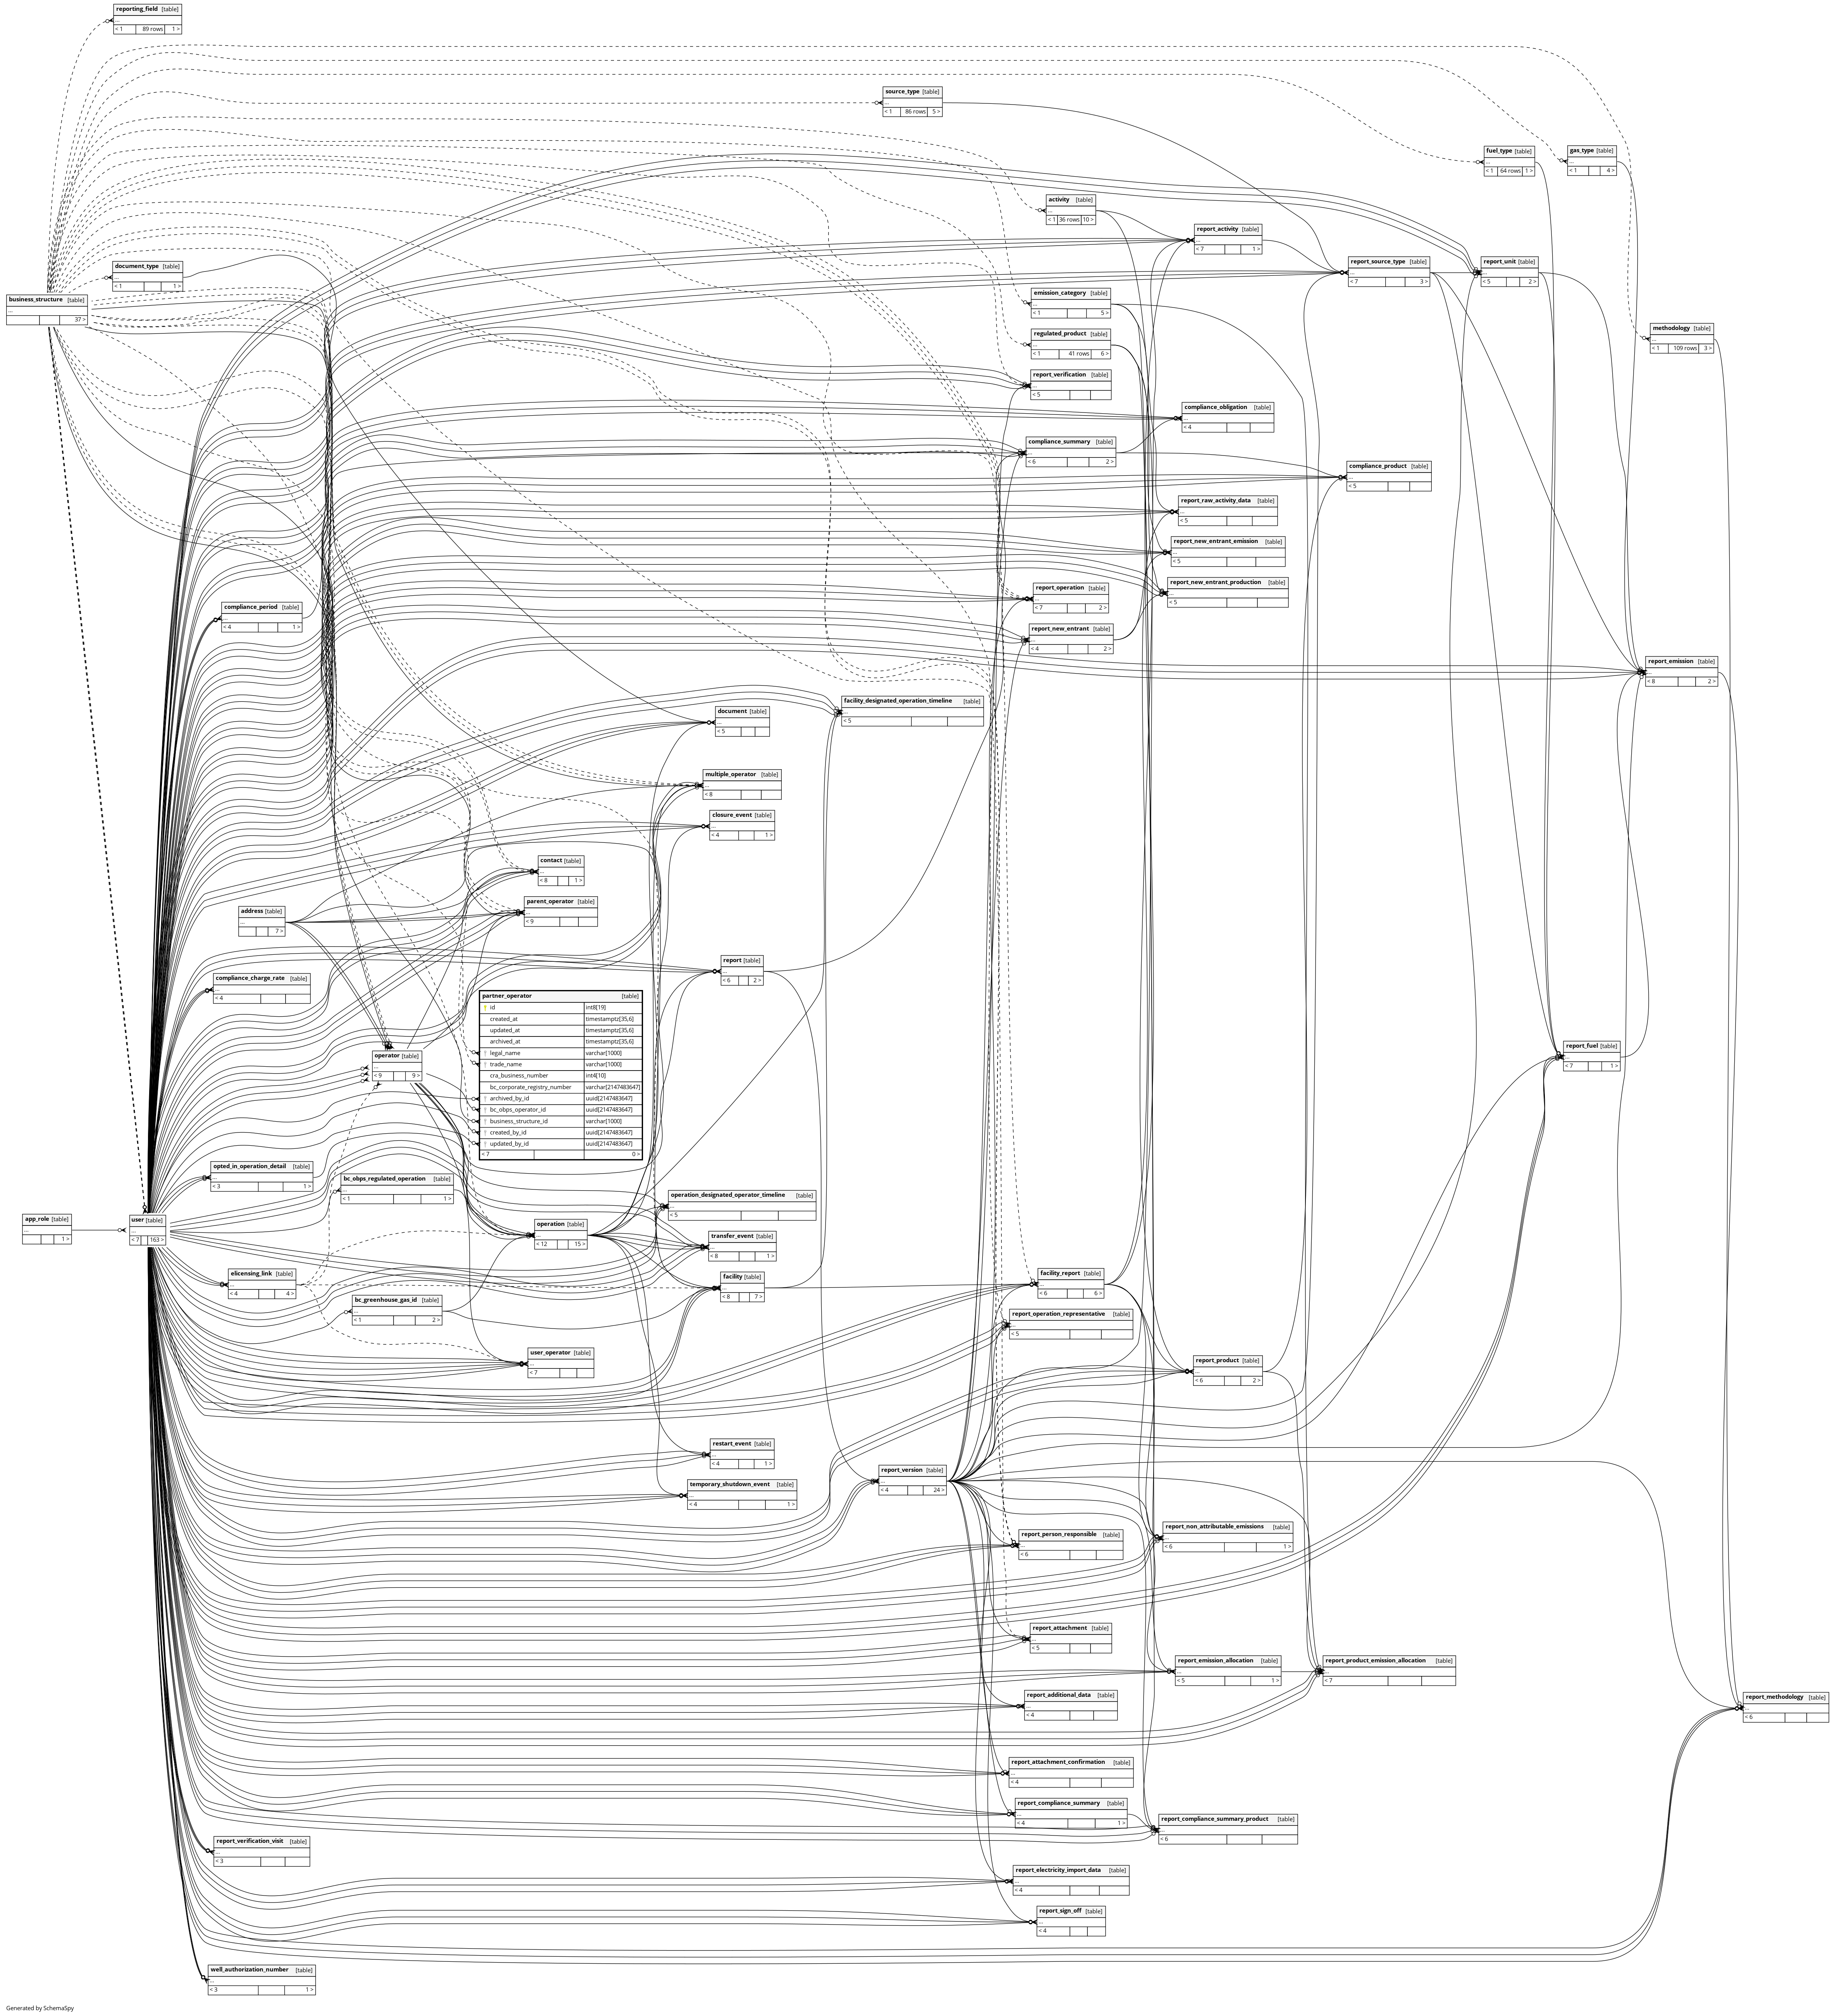 reporting_field [table]
...
< 1 89 rows 1 >
source_type [table]
...
< 1 86 rows 5 >
fuel_type [table]
...
< 1 64 rows 1 >
gas_type [table]
...
< 1 4 >
activity [table]
...
< 1 36 rows 10 >
report_activity [table]
...
< 7 1 >
document_type [table]
...
< 1 1 >
report_source_type [table]
...
< 7 3 >
report_unit [table]
...
< 5 2 >
business_structure [table]
...
37 >
emission_category [table]
...
< 1 5 >
regulated_product [table]
...
< 1 41 rows 6 >
methodology [table]
...
< 1 109 rows 3 >
report_verification [table]
...
< 5
compliance_obligation [table]
...
< 4
compliance_summary [table]
...
< 6 2 >
compliance_product [table]
...
< 5
report_raw_activity_data [table]
...
< 5
report_new_entrant_emission [table]
...
< 5
report_new_entrant_production [table]
...
< 5
report_operation [table]
...
< 7 2 >
compliance_period [table]
...
< 4 1 >
report_new_entrant [table]
...
< 4 2 >
report_emission [table]
...
< 8 2 >
facility_designated_operation_timeline [table]
...
< 5
document [table]
...
< 5
multiple_operator [table]
...
< 8
closure_event [table]
...
< 4 1 >
contact [table]
...
< 8 1 >
parent_operator [table]
...
< 9
address [table]
...
7 >
report [table]
...
< 6 2 >
compliance_charge_rate [table]
...
< 4
partner_operator [table]
id int8[19]
created_at timestamptz[35,6]
updated_at timestamptz[35,6]
archived_at timestamptz[35,6]
legal_name varchar[1000]
trade_name varchar[1000]
cra_business_number int4[10]
bc_corporate_registry_number varchar[2147483647]
archived_by_id uuid[2147483647]
bc_obps_operator_id uuid[2147483647]
business_structure_id varchar[1000]
created_by_id uuid[2147483647]
updated_by_id uuid[2147483647]
< 7 0 >
operator [table]
...
< 9 9 >
report_fuel [table]
...
< 7 1 >
opted_in_operation_detail [table]
...
< 3 1 >
bc_obps_regulated_operation [table]
...
< 1 1 >
operation_designated_operator_timeline [table]
...
< 5
app_role [table]
...
1 >
user [table]
...
< 7 163 >
operation [table]
...
< 12 15 >
transfer_event [table]
...
< 8 1 >
elicensing_link [table]
...
< 4 4 >
facility [table]
...
< 8 7 >
facility_report [table]
...
< 6 6 >
bc_greenhouse_gas_id [table]
...
< 1 2 >
report_operation_representative [table]
...
< 5
user_operator [table]
...
< 7
report_product [table]
...
< 6 2 >
restart_event [table]
...
< 4 1 >
report_version [table]
...
< 4 24 >
temporary_shutdown_event [table]
...
< 4 1 >
report_non_attributable_emissions [table]
...
< 6 1 >
report_person_responsible [table]
...
< 6
report_attachment [table]
...
< 5
report_emission_allocation [table]
...
< 5 1 >
report_product_emission_allocation [table]
...
< 7
report_additional_data [table]
...
< 4
report_methodology [table]
...
< 6
report_attachment_confirmation [table]
...
< 4
report_compliance_summary [table]
...
< 4 1 >
report_compliance_summary_product [table]
...
< 6
report_verification_visit [table]
...
< 3
report_electricity_import_data [table]
...
< 4
report_sign_off [table]
...
< 4
well_authorization_number [table]
...
< 3 1 >
Generated by SchemaSpy